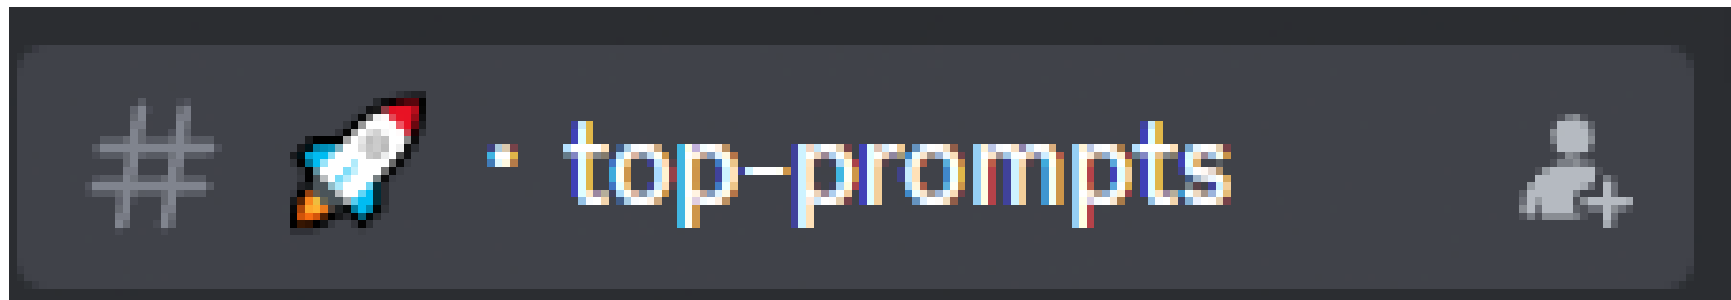 # 🚀 · top-prompts